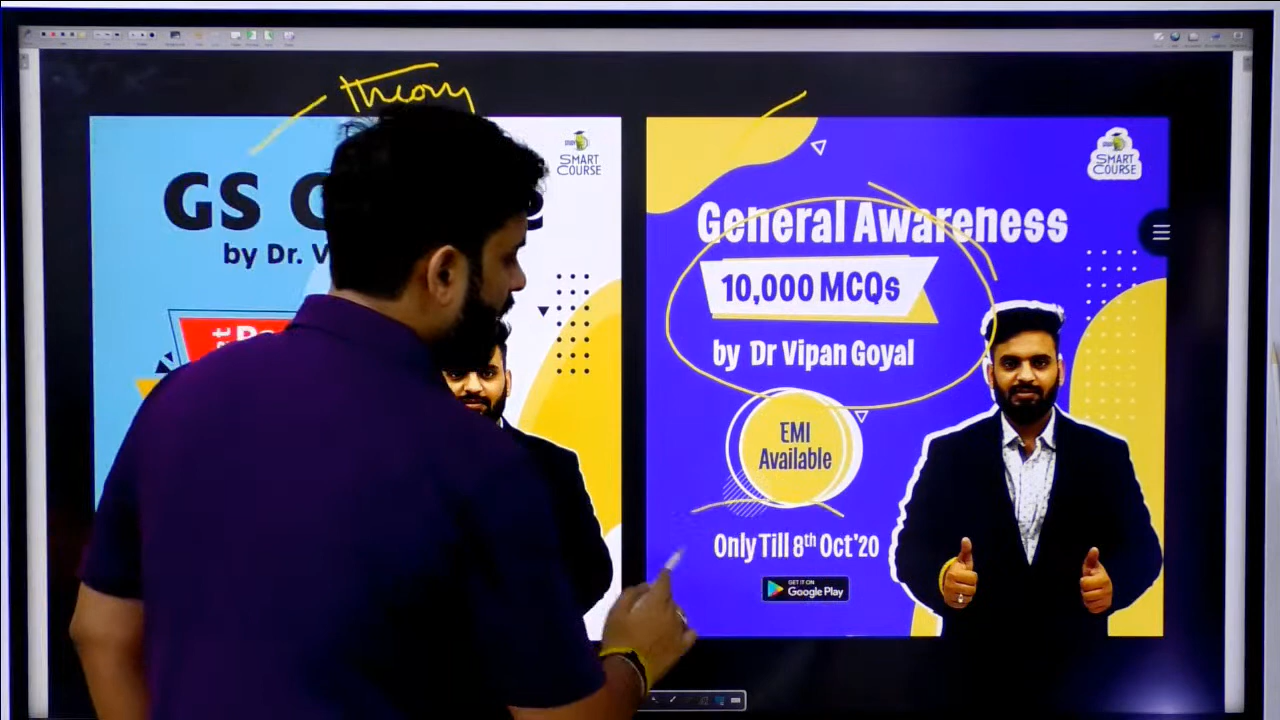 theory
SMART
COURSE
GS
by Dr. V
General Awareness
10,000 MCQs
by Dr Vipan Goyal
EMI
Available
Only Till 8th Oct'20
GET IT ON
Google Play
SMART
COURSE